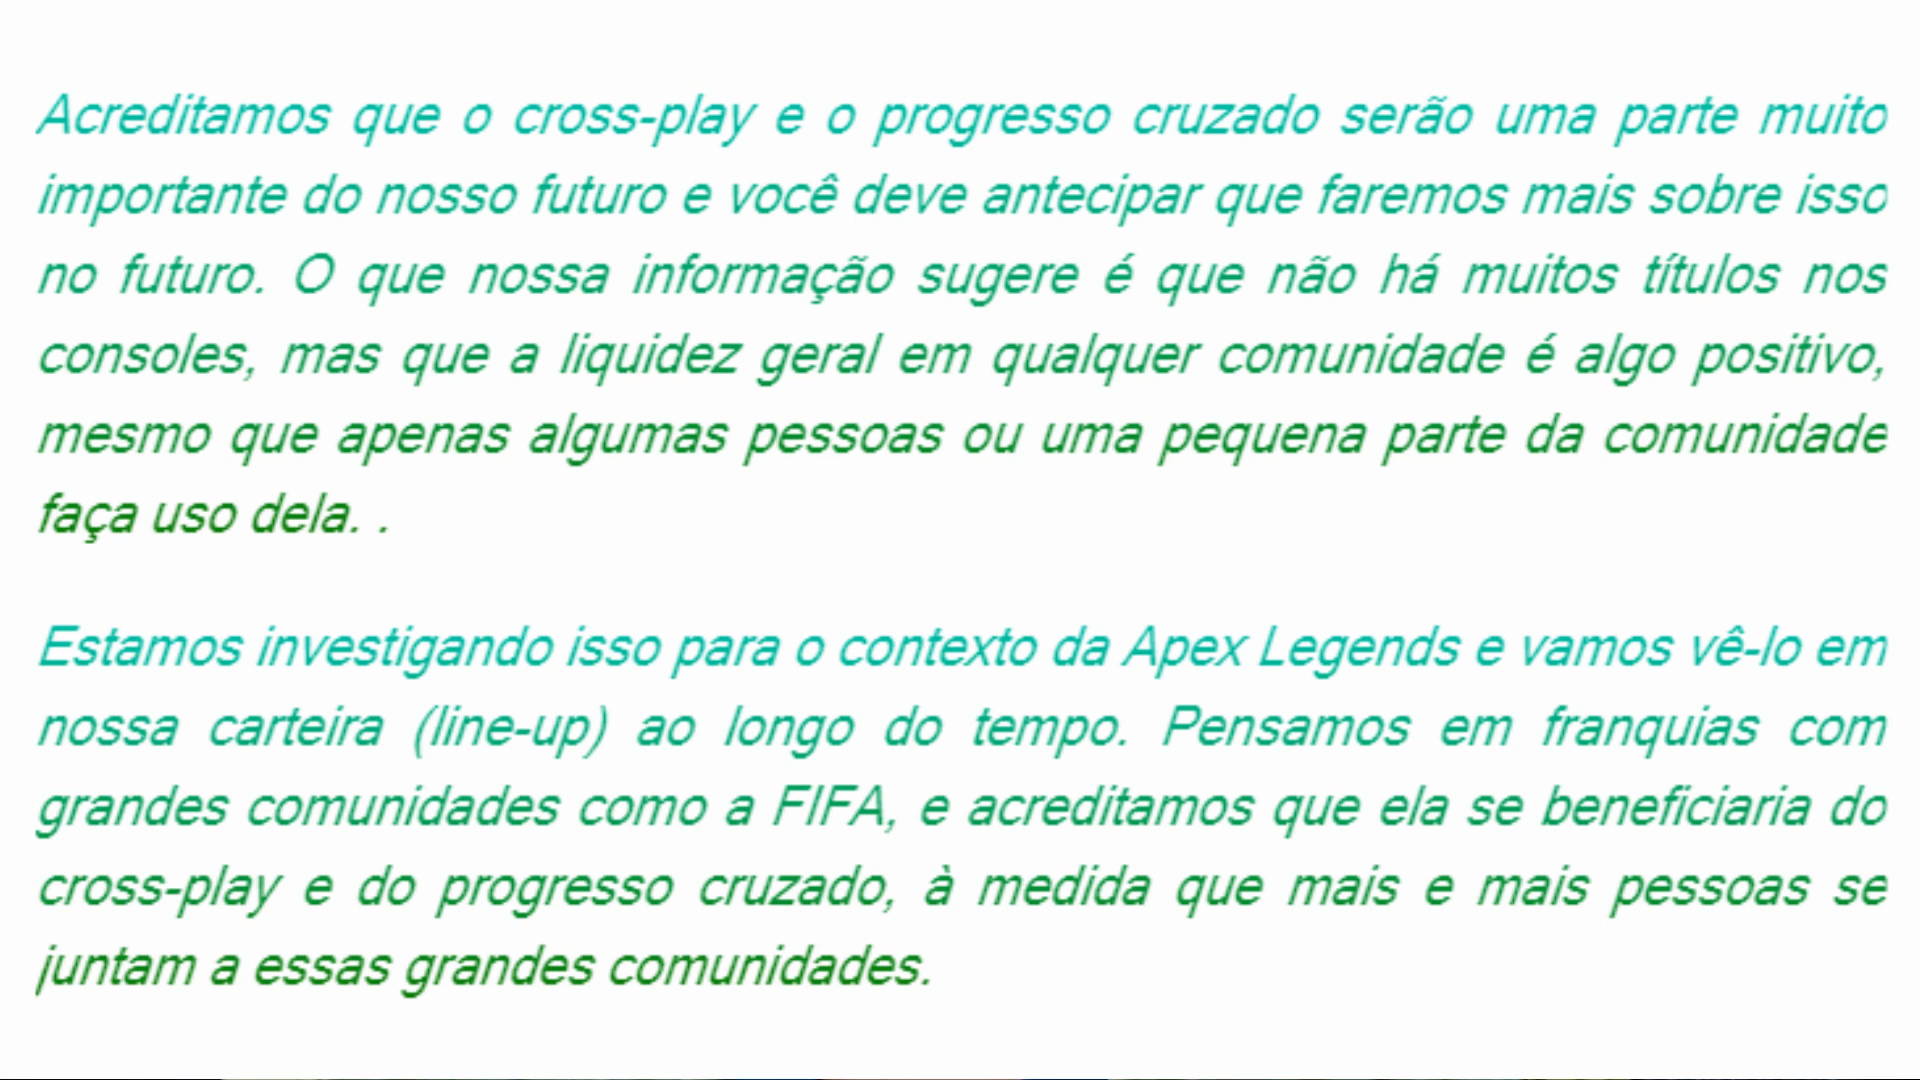 Acreditamos que o cross-play e o progresso cruzado serão uma parte muito
importante do nosso futuro e você deve antecipar que faremos mais sobre isso
no futuro. O que nossa informação sugere é que não há muitos títulos nos
consoles, mas que a liquidez geral em qualquer comunidade é algo positivo,
mesmo que apenas algumas pessoas ou uma pequena parte da comunidade
faça uso dela. .
Estamos investigando isso para o contexto da Apex Legends e vamos vê-lo em
nossa carteira (line-up) ao longo do tempo. Pensamos em franquias com
grandes comunidades como a FIFA, e acreditamos que ela se beneficiaria do
cross-play e do progresso cruzado, à medida que mais e mais pessoas se
juntam a essas grandes comunidades.